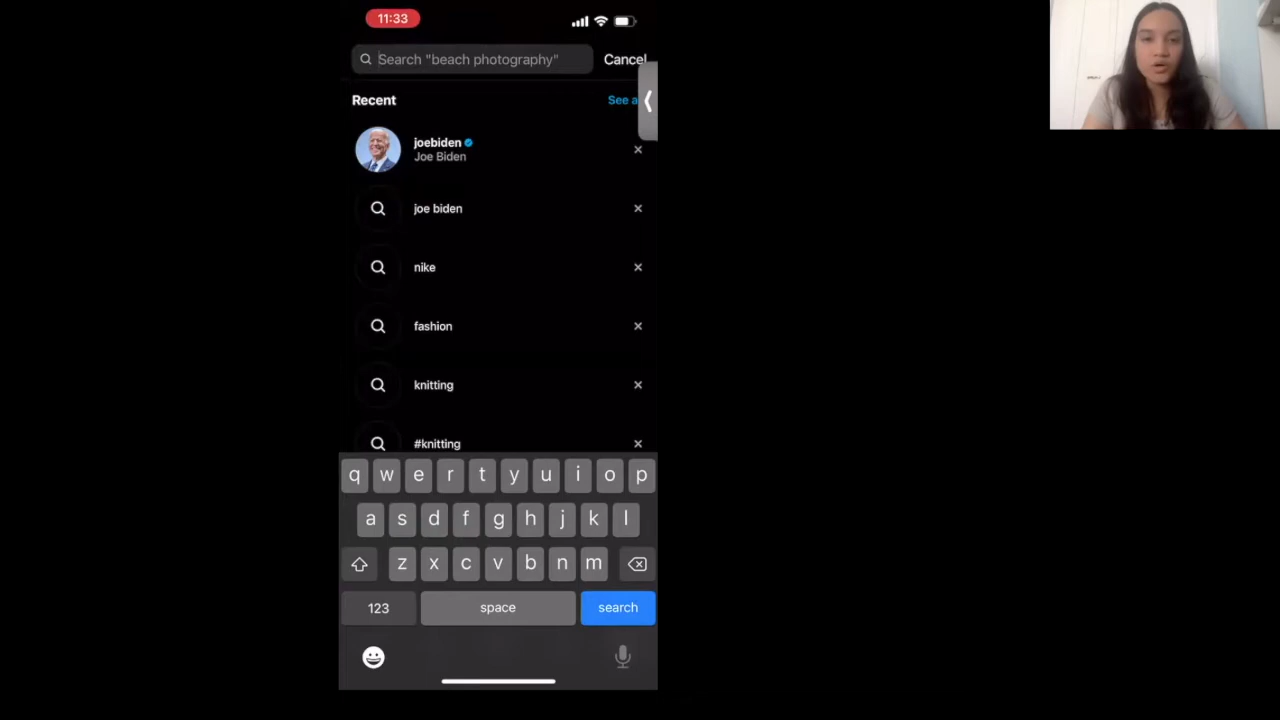 11:33
Search "beach photography"
Cancel
Recent
See a
joebiden
Joe Biden
joe biden
nike
fashion
knitting
#knitting
q w e r t y u i o p
a s d f g h j k l
z x c v b n m
123
space
search